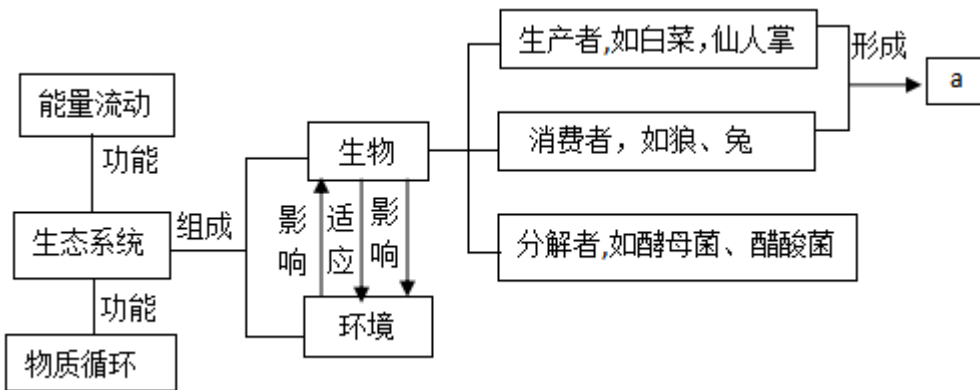 生产者,如白菜,仙人掌
形成
a
能量流动
功能
生物
消费者，如狼、兔
生态系统
组成
影响
适应
影响
分解者,如酵母菌、醋酸菌
功能
环境
物质循环